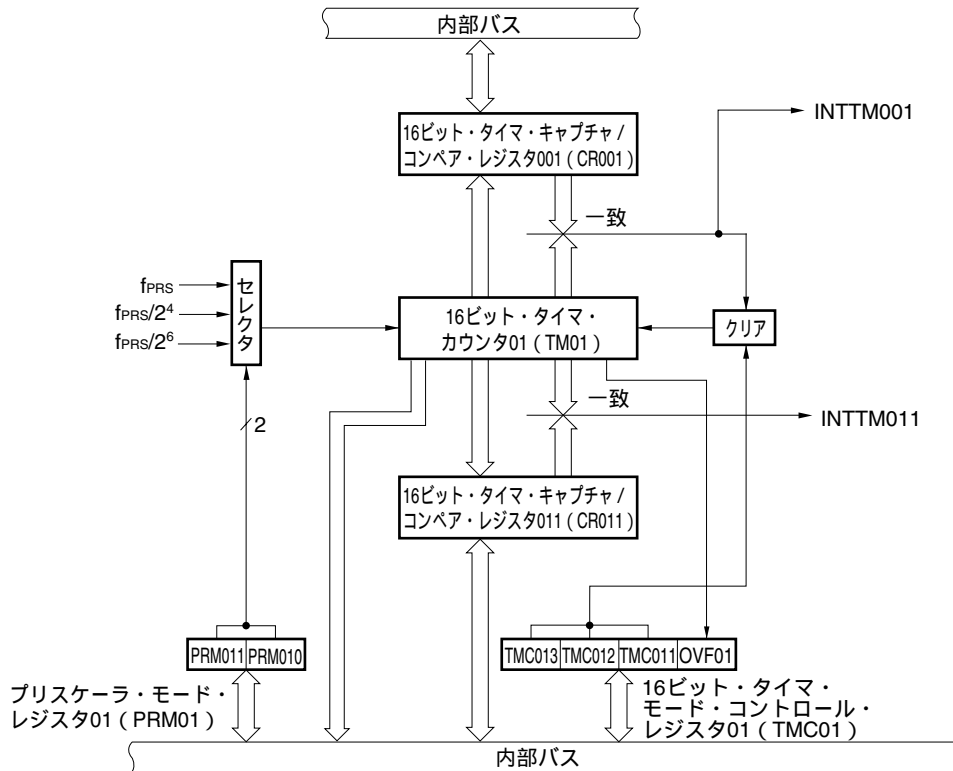 内部バス
INTTM001
16ビット・タイマ・キャプチャ/
コンペア・レジスタ001(CR001)
一致
セレクタ
fPRS
fPRS/2⁴
fPRS/2⁶
16ビット・タイマ・
カウンタ01(TM01)
クリア
一致
INTTM011
2
16ビット・タイマ・キャプチャ/
コンペア・レジスタ011(CR011)
PRM011 PRM010
TMC013 TMC012 TMC011 OVF01
プリスケーラ・モード・
レジスタ01(PRM01)
16ビット・タイマ・
モード・コントロール・
レジスタ01(TMC01)
内部バス